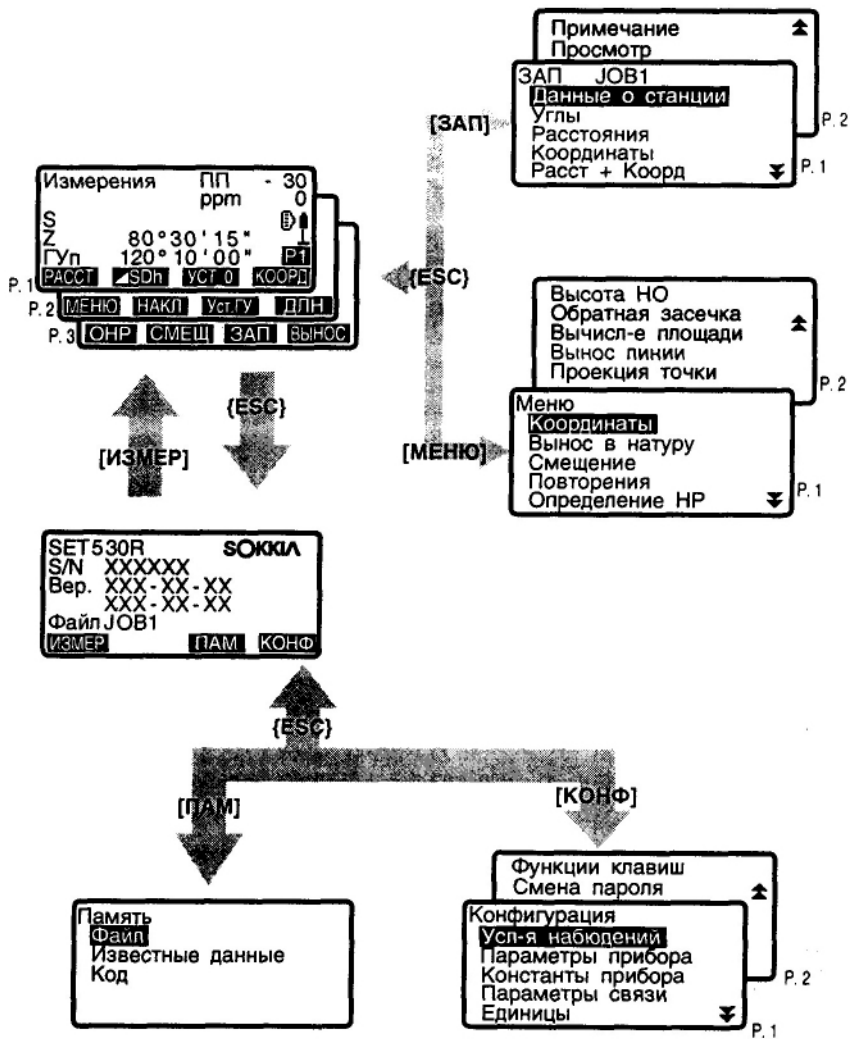 Примечание
Просмотр
ЗАП JOB1
Данные о станции
Углы
Расстояния
Координаты
Расст + Коорд
P. 2
P. 1
[ЗАП]
Измерения ПП - 30
ppm 0
S
Z 80°30'15"
ГУп 120°10'00" P1
РАССТ ◢SDh УСТ 0 КООРД
P. 1
P. 2 МЕНЮ НАКЛ Уст.ГУ ДЛН
P. 3 ОНР СМЕЩ ЗАП ВЫНОС
{ESC}
Высота НО
Обратная засечка
Вычисл-е площади
Вынос линии
Проекция точки
P. 2
Меню
Координаты
Вынос в натуру
Смещение
Повторения
Определение НР
P. 1
[МЕНЮ]
{ESC}
[ИЗМЕР]
SET530R SOKKIA
S/N XXXXXX
Вер. XXX-XX-XX
XXX-XX-XX
Файл JOB1
ИЗМЕР ПАМ КОНФ
{ESC}
[ПАМ]
[КОНФ]
Память
Файл
Известные данные
Код
Функции клавиш
Смена пароля
Конфигурация
Усл-я набюдений
Параметры прибора
Константы прибора
Параметры связи
Единицы
P. 2
P. 1